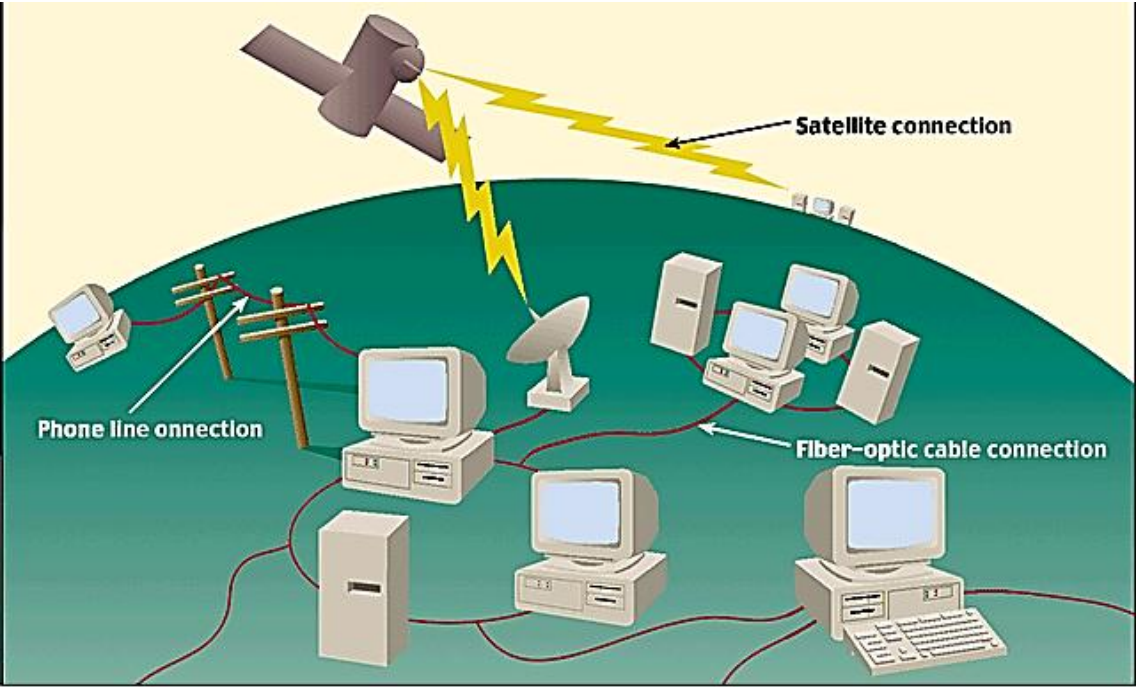 Satellite connection
Phone line onnection
Fiber-optic cable connection